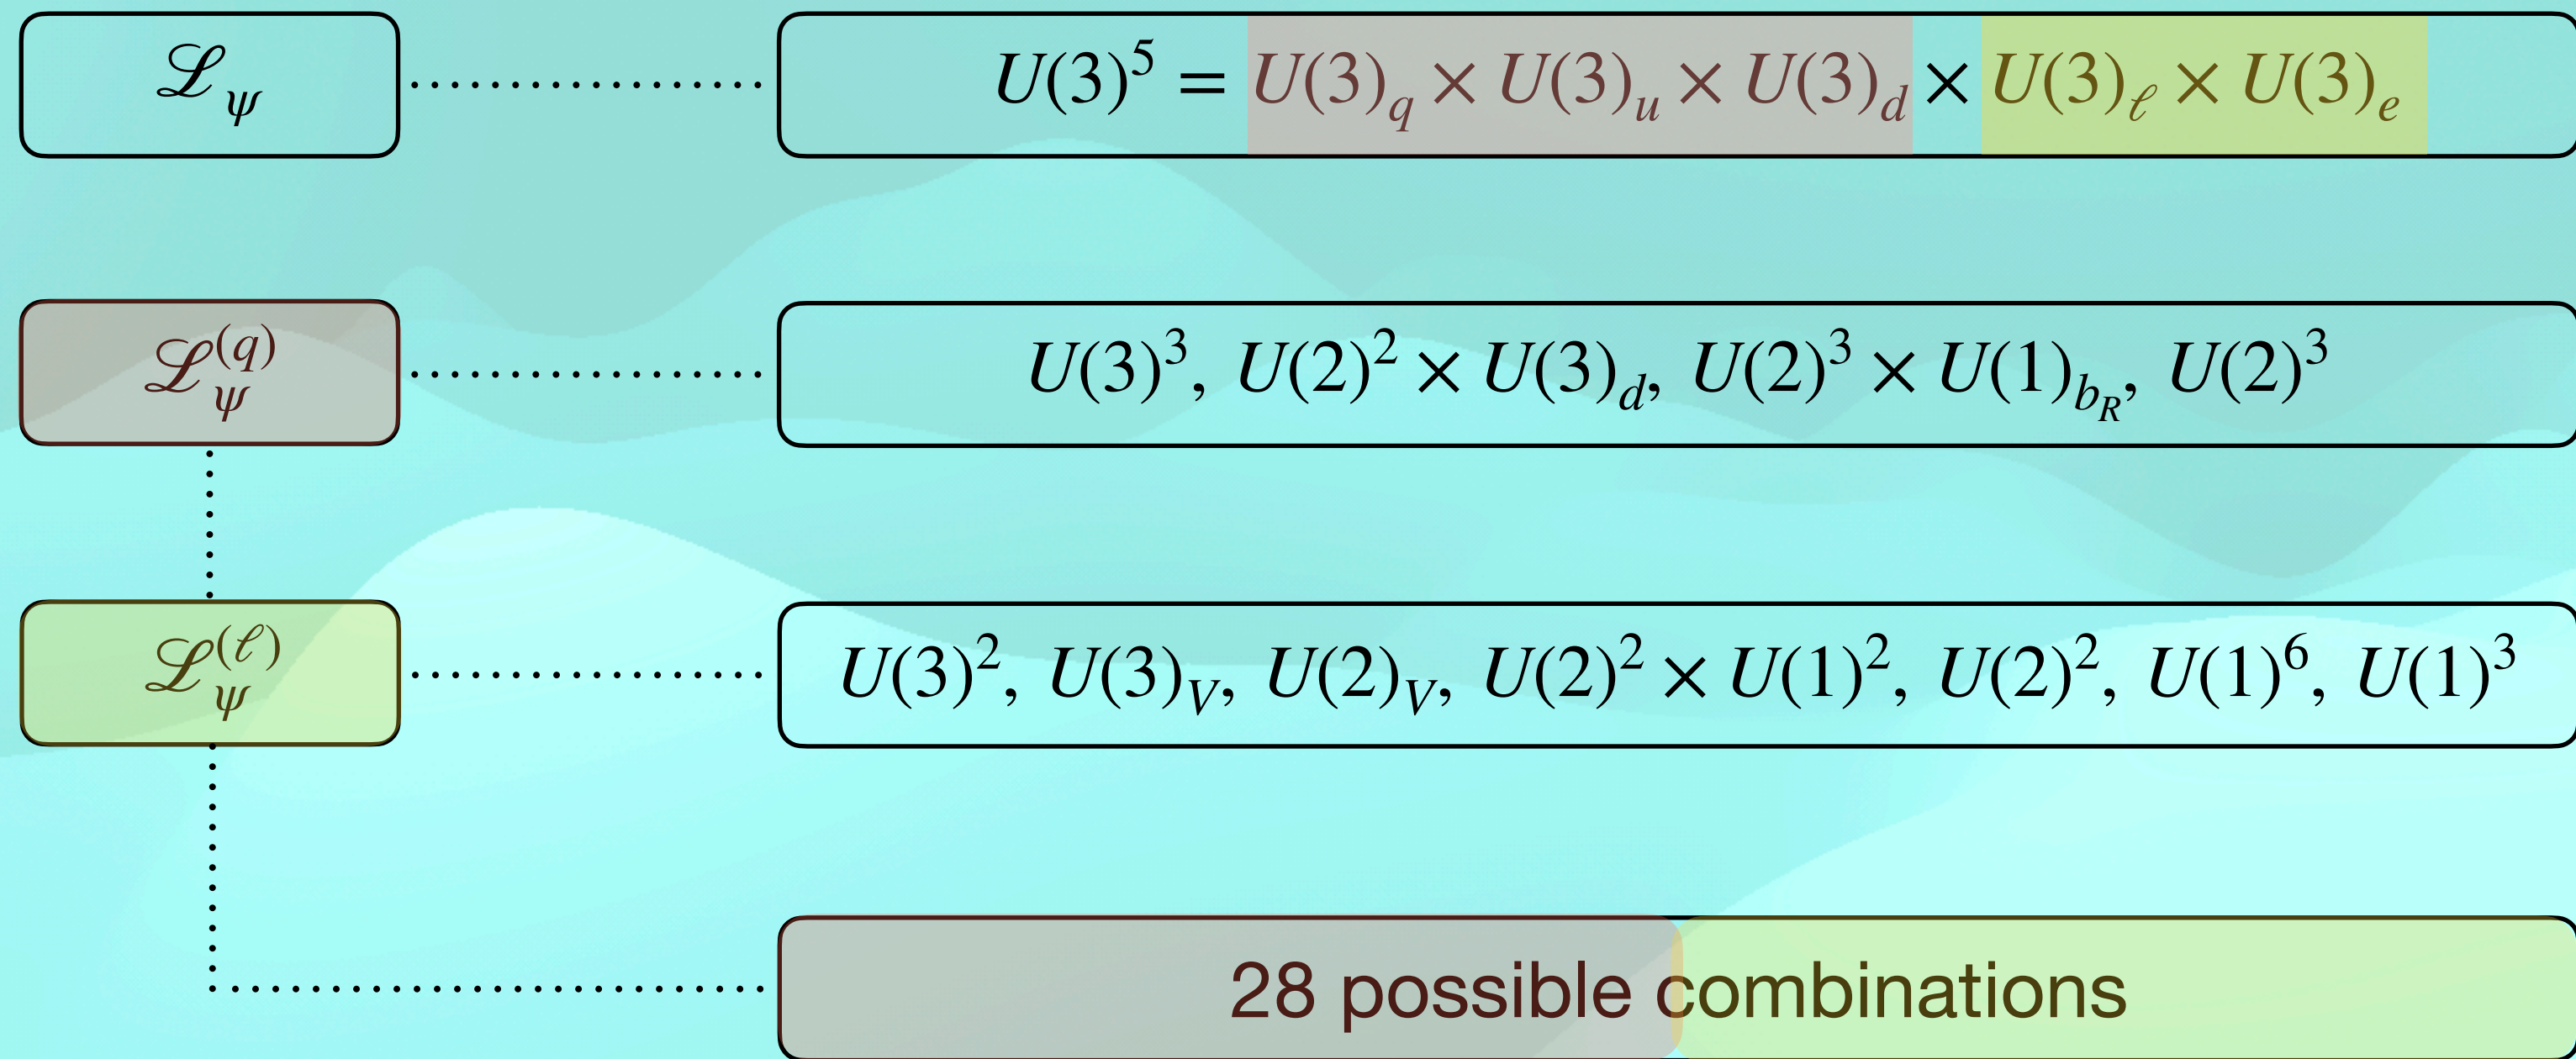 ℒ_ψ U(3)^5 = U(3)_q × U(3)_u × U(3)_d × U(3)_ℓ × U(3)_e
ℒ_ψ^(q) U(3)^3, U(2)^2 × U(3)_d, U(2)^3 × U(1)_{b_R}, U(2)^3
ℒ_ψ^(ℓ) U(3)^2, U(3)_V, U(2)_V, U(2)^2 × U(1)^2, U(2)^2, U(1)^6, U(1)^3
28 possible combinations